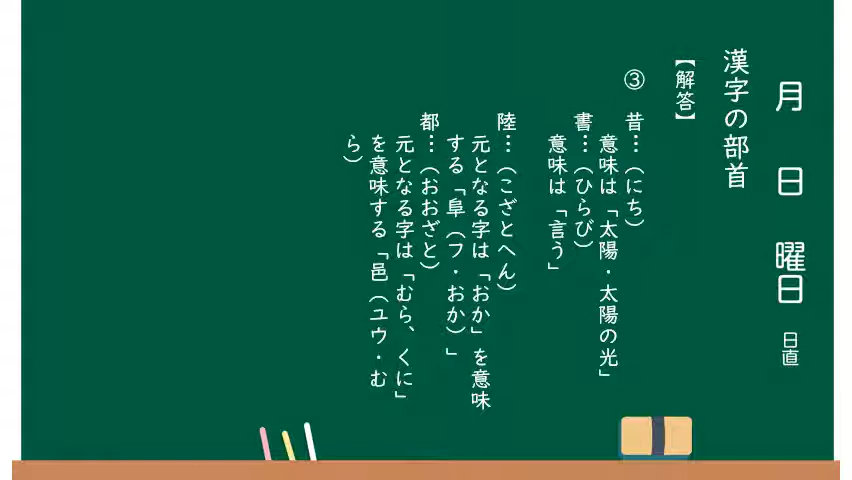 月　日　曜日　日直
漢字の部首
【解答】
③　昔…（にち）
意味は「太陽・太陽の光」
書…（ひらび）
意味は「言う」
陸…（こざとへん）
元となる字は「おか」を意味
する「阜（フ・おか）」
都…（おおざと）
元となる字は「むら、くに」
を意味する「邑（ユウ・む
ら）